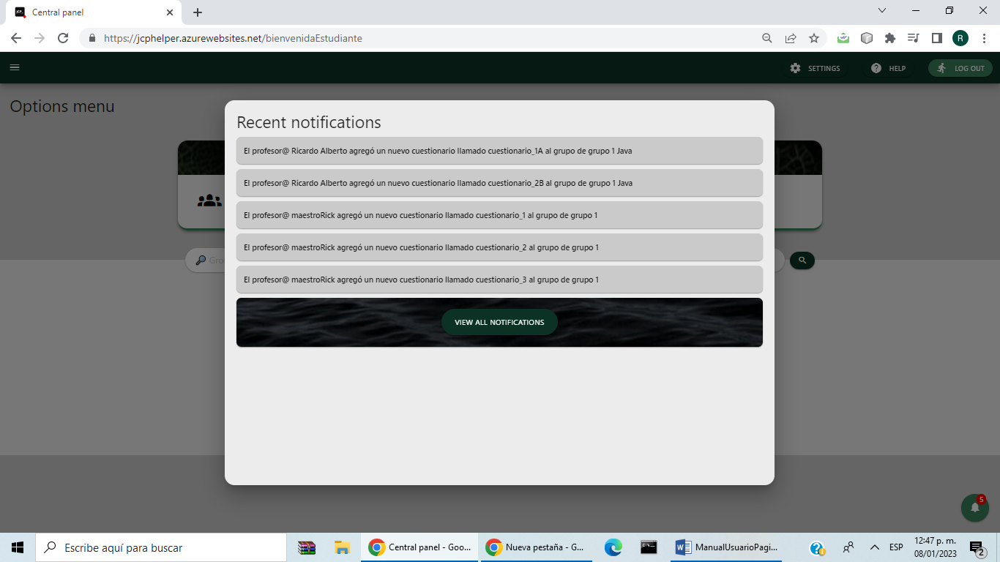 Central panel
https://jcphelper.azurewebsites.net/bienvenidaEstudiante
R
SETTINGS
HELP
LOG OUT
Options menu
Recent notifications
El profesor@ Ricardo Alberto agregó un nuevo cuestionario llamado cuestionario_1A al grupo de grupo 1 Java
El profesor@ Ricardo Alberto agregó un nuevo cuestionario llamado cuestionario_2B al grupo de grupo 1 Java
El profesor@ maestroRick agregó un nuevo cuestionario llamado cuestionario_1 al grupo de grupo 1
El profesor@ maestroRick agregó un nuevo cuestionario llamado cuestionario_2 al grupo de grupo 1
El profesor@ maestroRick agregó un nuevo cuestionario llamado cuestionario_3 al grupo de grupo 1
VIEW ALL NOTIFICATIONS
5
Escribe aquí para buscar
Central panel - Goo...
Nueva pestaña - G...
ManualUsuarioPagi...
ESP
12:47 p. m.
08/01/2023
2